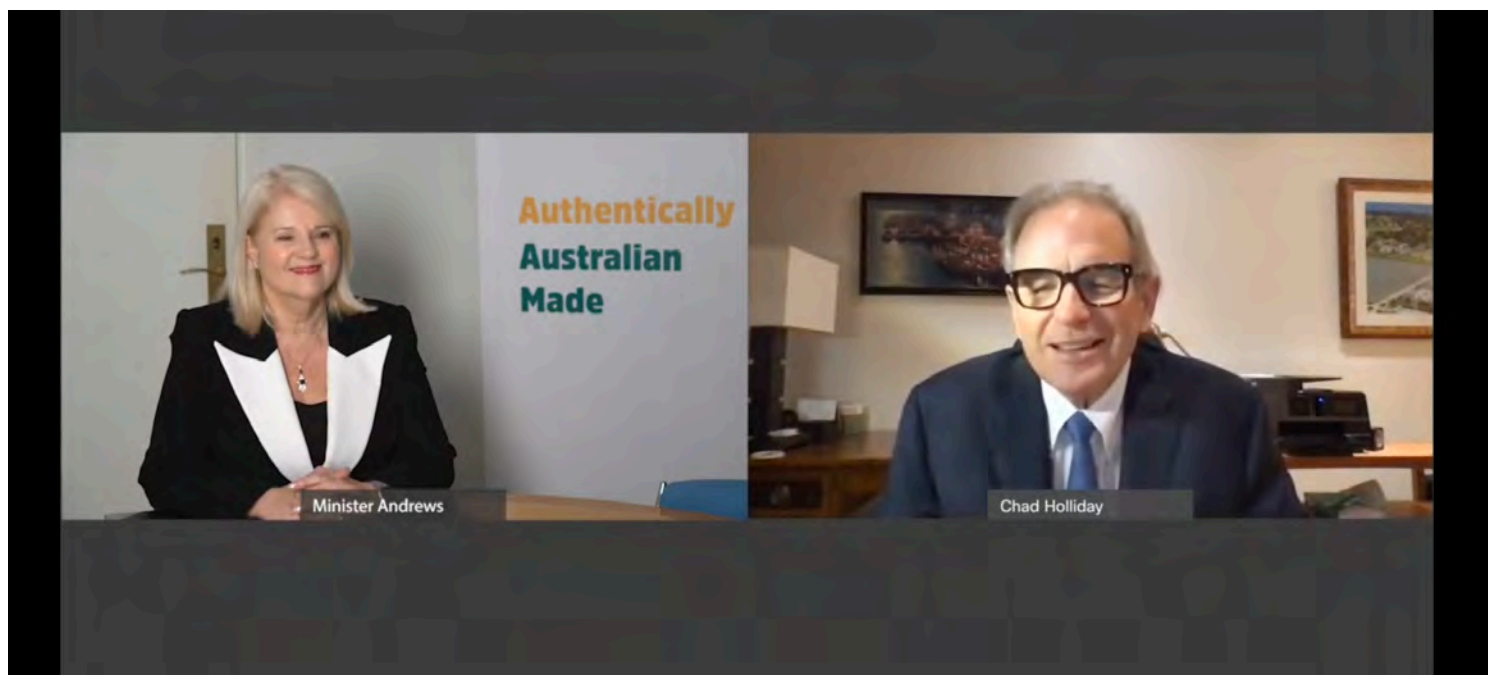 Authentically
Australian
Made
Minister Andrews
Chad Holliday